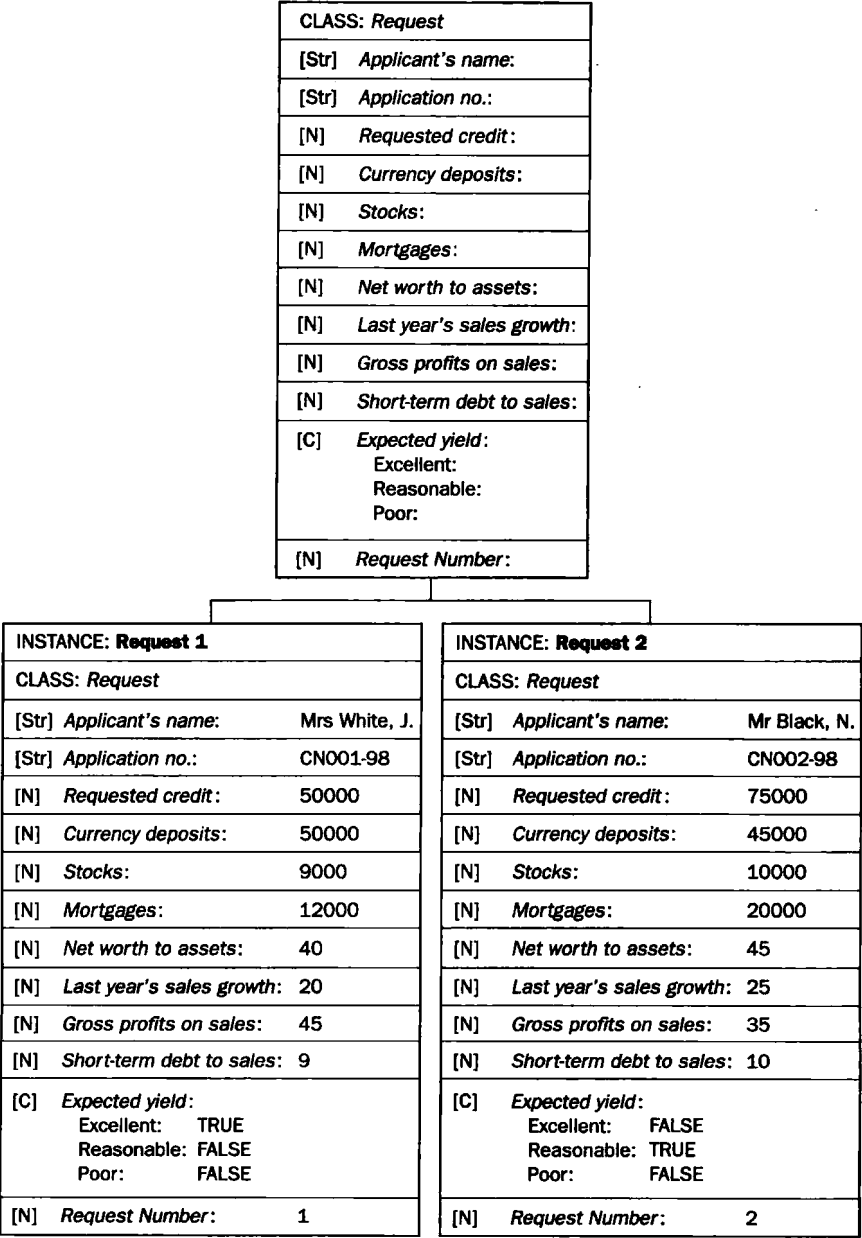 CLASS: Request
[Str] Applicant's name:
[Str] Application no.:
[N] Requested credit:
[N] Currency deposits:
[N] Stocks:
[N] Mortgages:
[N] Net worth to assets:
[N] Last year's sales growth:
[N] Gross profits on sales:
[N] Short-term debt to sales:
[C] Expected yield:
Excellent:
Reasonable:
Poor:
[N] Request Number:
INSTANCE: Request 1
CLASS: Request
[Str] Applicant's name: Mrs White, J.
[Str] Application no.: CN001-98
[N] Requested credit: 50000
[N] Currency deposits: 50000
[N] Stocks: 9000
[N] Mortgages: 12000
[N] Net worth to assets: 40
[N] Last year's sales growth: 20
[N] Gross profits on sales: 45
[N] Short-term debt to sales: 9
[C] Expected yield:
Excellent: TRUE
Reasonable: FALSE
Poor: FALSE
[N] Request Number: 1
INSTANCE: Request 2
CLASS: Request
[Str] Applicant's name: Mr Black, N.
[Str] Application no.: CN002-98
[N] Requested credit: 75000
[N] Currency deposits: 45000
[N] Stocks: 10000
[N] Mortgages: 20000
[N] Net worth to assets: 45
[N] Last year's sales growth: 25
[N] Gross profits on sales: 35
[N] Short-term debt to sales: 10
[C] Expected yield:
Excellent: FALSE
Reasonable: TRUE
Poor: FALSE
[N] Request Number: 2